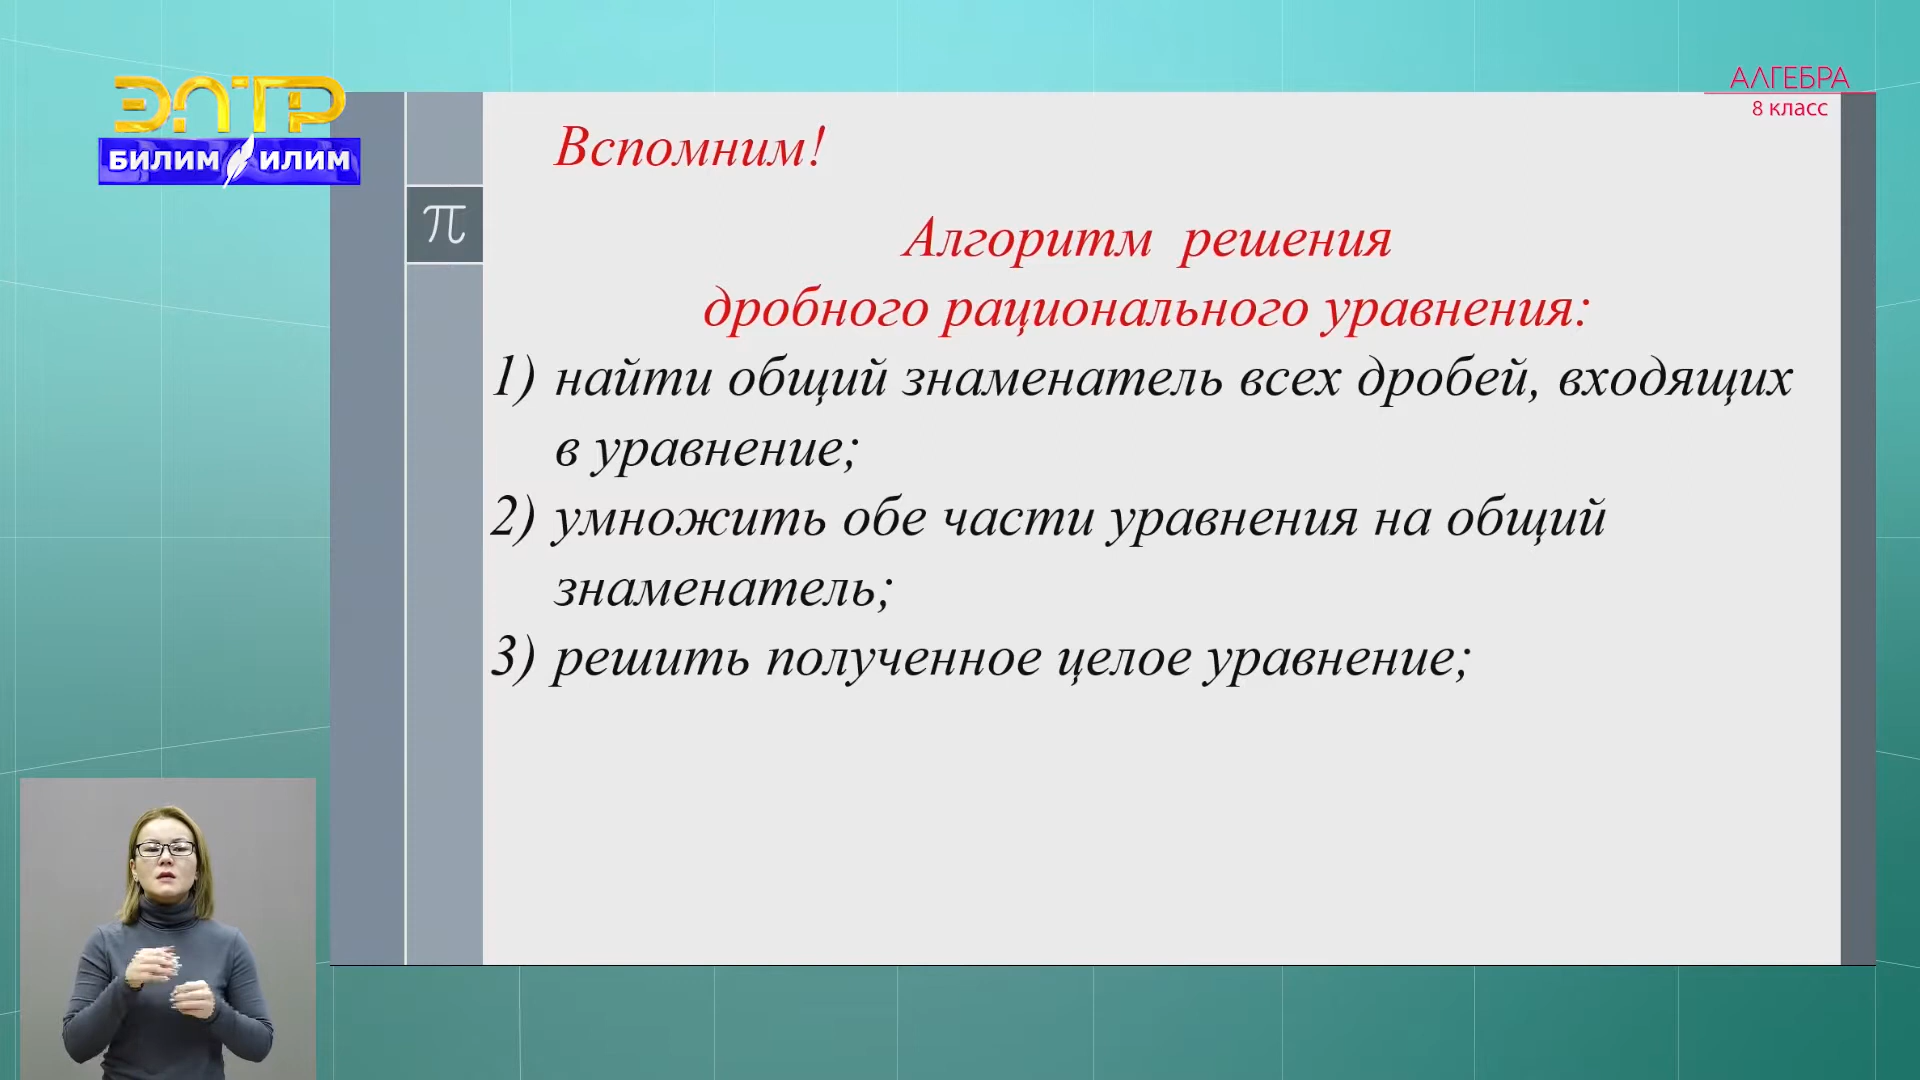 ЭЛТР
БИЛИМ ИЛИМ
АЛГЕБРА
8 класс
π
Вспомним!
Алгоритм решения
дробного рационального уравнения:
1) найти общий знаменатель всех дробей, входящих
в уравнение;
2) умножить обе части уравнения на общий
знаменатель;
3) решить полученное целое уравнение;